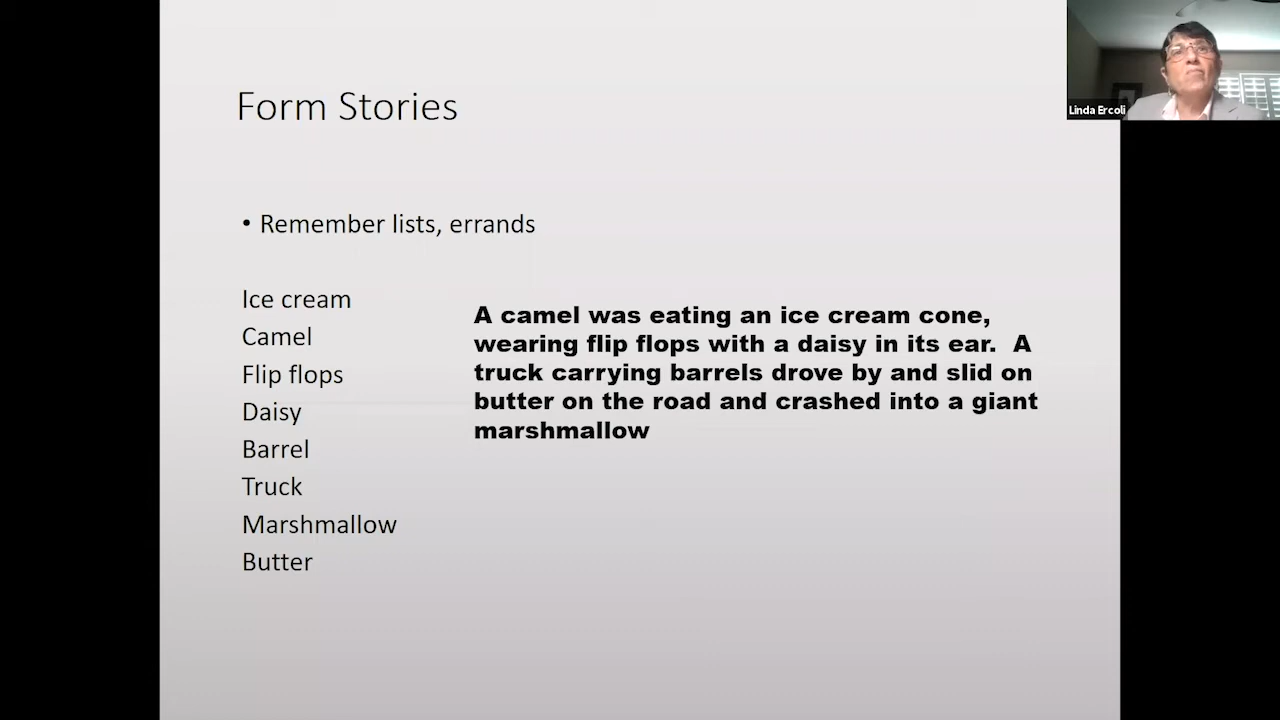 Form Stories
• Remember lists, errands
Ice cream
Camel
Flip flops
Daisy
Barrel
Truck
Marshmallow
Butter
A camel was eating an ice cream cone,
wearing flip flops with a daisy in its ear.  A
truck carrying barrels drove by and slid on
butter on the road and crashed into a giant
marshmallow
Linda Ercoli